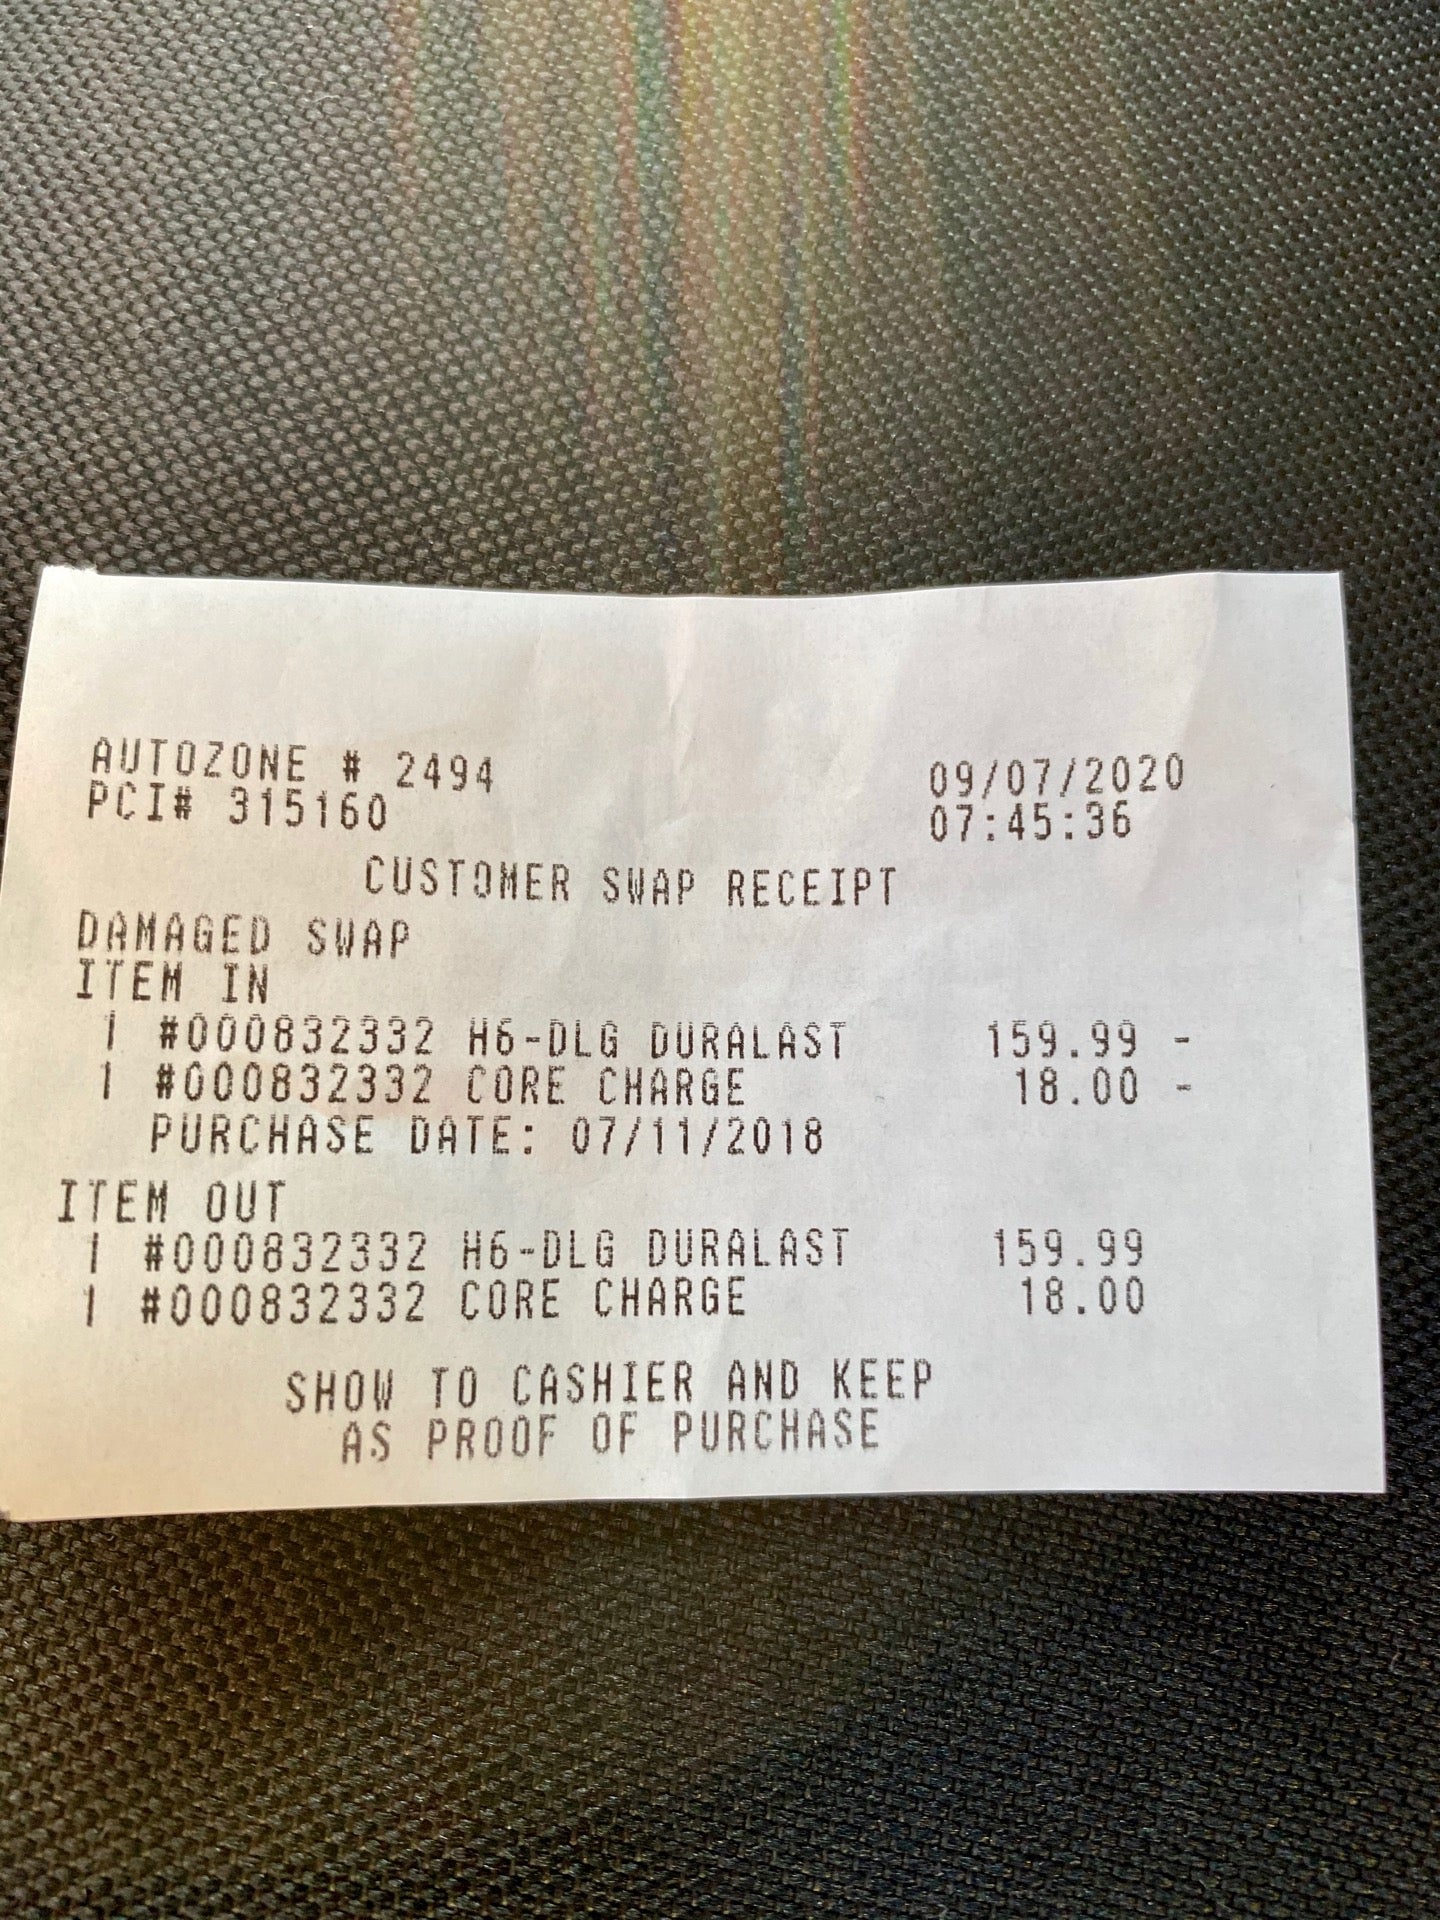 AUTOZONE # 2494 09/07/2020
PCI# 315160 07:45:36
CUSTOMER SWAP RECEIPT
DAMAGED SWAP
ITEM IN
1 #000832332 H6-DLG DURALAST 159.99 -
1 #000832332 CORE CHARGE 18.00 -
PURCHASE DATE: 07/11/2018
ITEM OUT
1 #000832332 H6-DLG DURALAST 159.99
1 #000832332 CORE CHARGE 18.00
SHOW TO CASHIER AND KEEP
AS PROOF OF PURCHASE